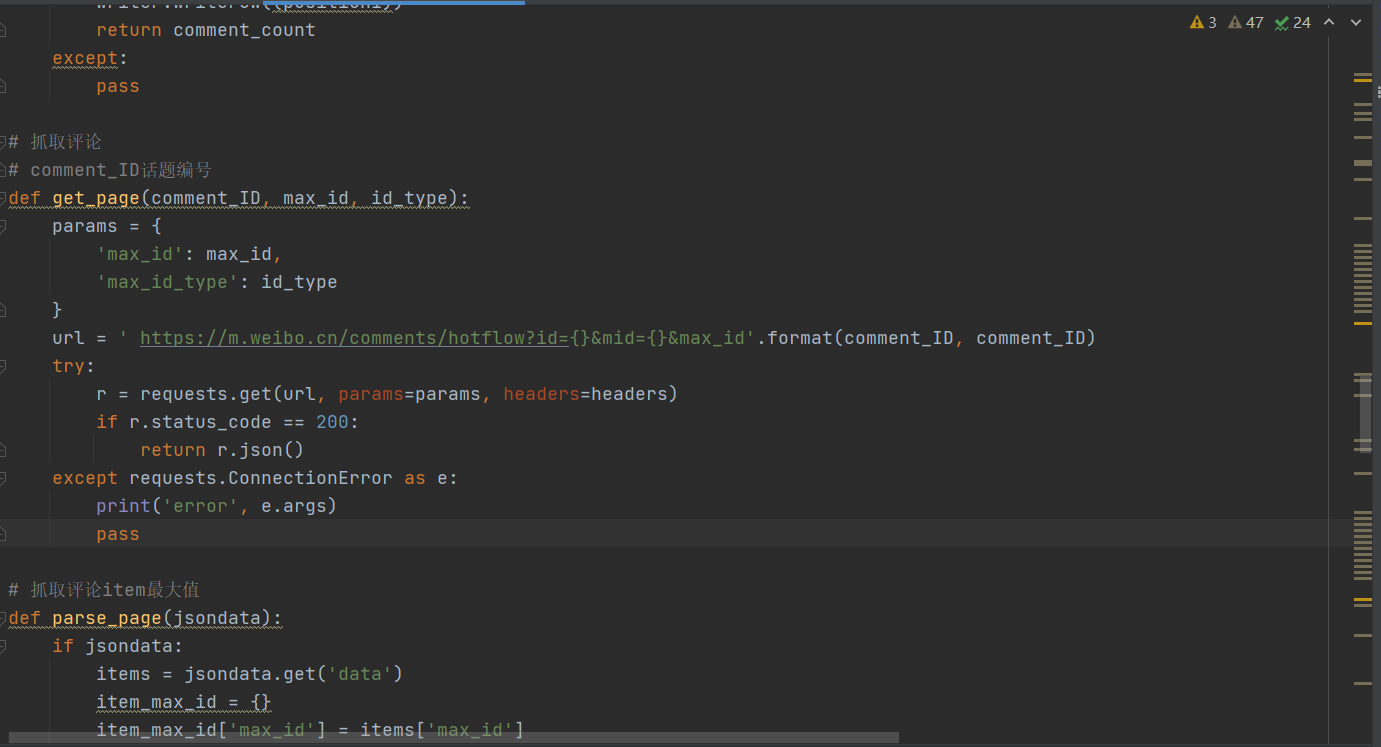 writer.writerow((position1))
3 47 24
return comment_count
except:
pass
# 抓取评论
# comment_ID话题编号
def get_page(comment_ID, max_id, id_type):
params = {
'max_id': max_id,
'max_id_type': id_type
}
url = ' https://m.weibo.cn/comments/hotflow?id={}&mid={}&max_id'.format(comment_ID, comment_ID)
try:
r = requests.get(url, params=params, headers=headers)
if r.status_code == 200:
return r.json()
except requests.ConnectionError as e:
print('error', e.args)
pass
# 抓取评论item最大值
def parse_page(jsondata):
if jsondata:
items = jsondata.get('data')
item_max_id = {}
item_max_id['max_id'] = items['max_id']